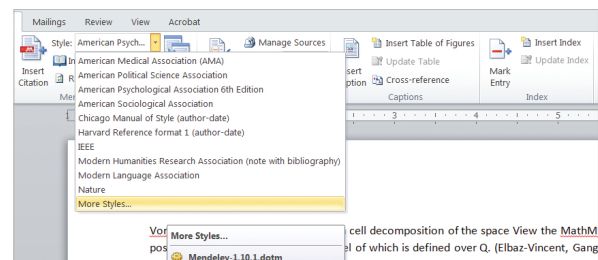 Mailings Review View Acrobat
Style: American Psych... Manage Sources Insert Table of Figures Insert Index
Update Table Update Index
Insert Citation Mark Entry
Cross-reference
Captions Index
American Medical Association (AMA)
American Political Science Association
American Psychological Association 6th Edition
American Sociological Association
Chicago Manual of Style (author-date)
Harvard Reference format 1 (author-date)
IEEE
Modern Humanities Research Association (note with bibliography)
Modern Language Association
Nature
More Styles...
3 4 5
cell decomposition of the space View the MathM
More Styles...
of which is defined over Q. (Elbaz-Vincent, Gang
Mendeley-1.10.1.dotm